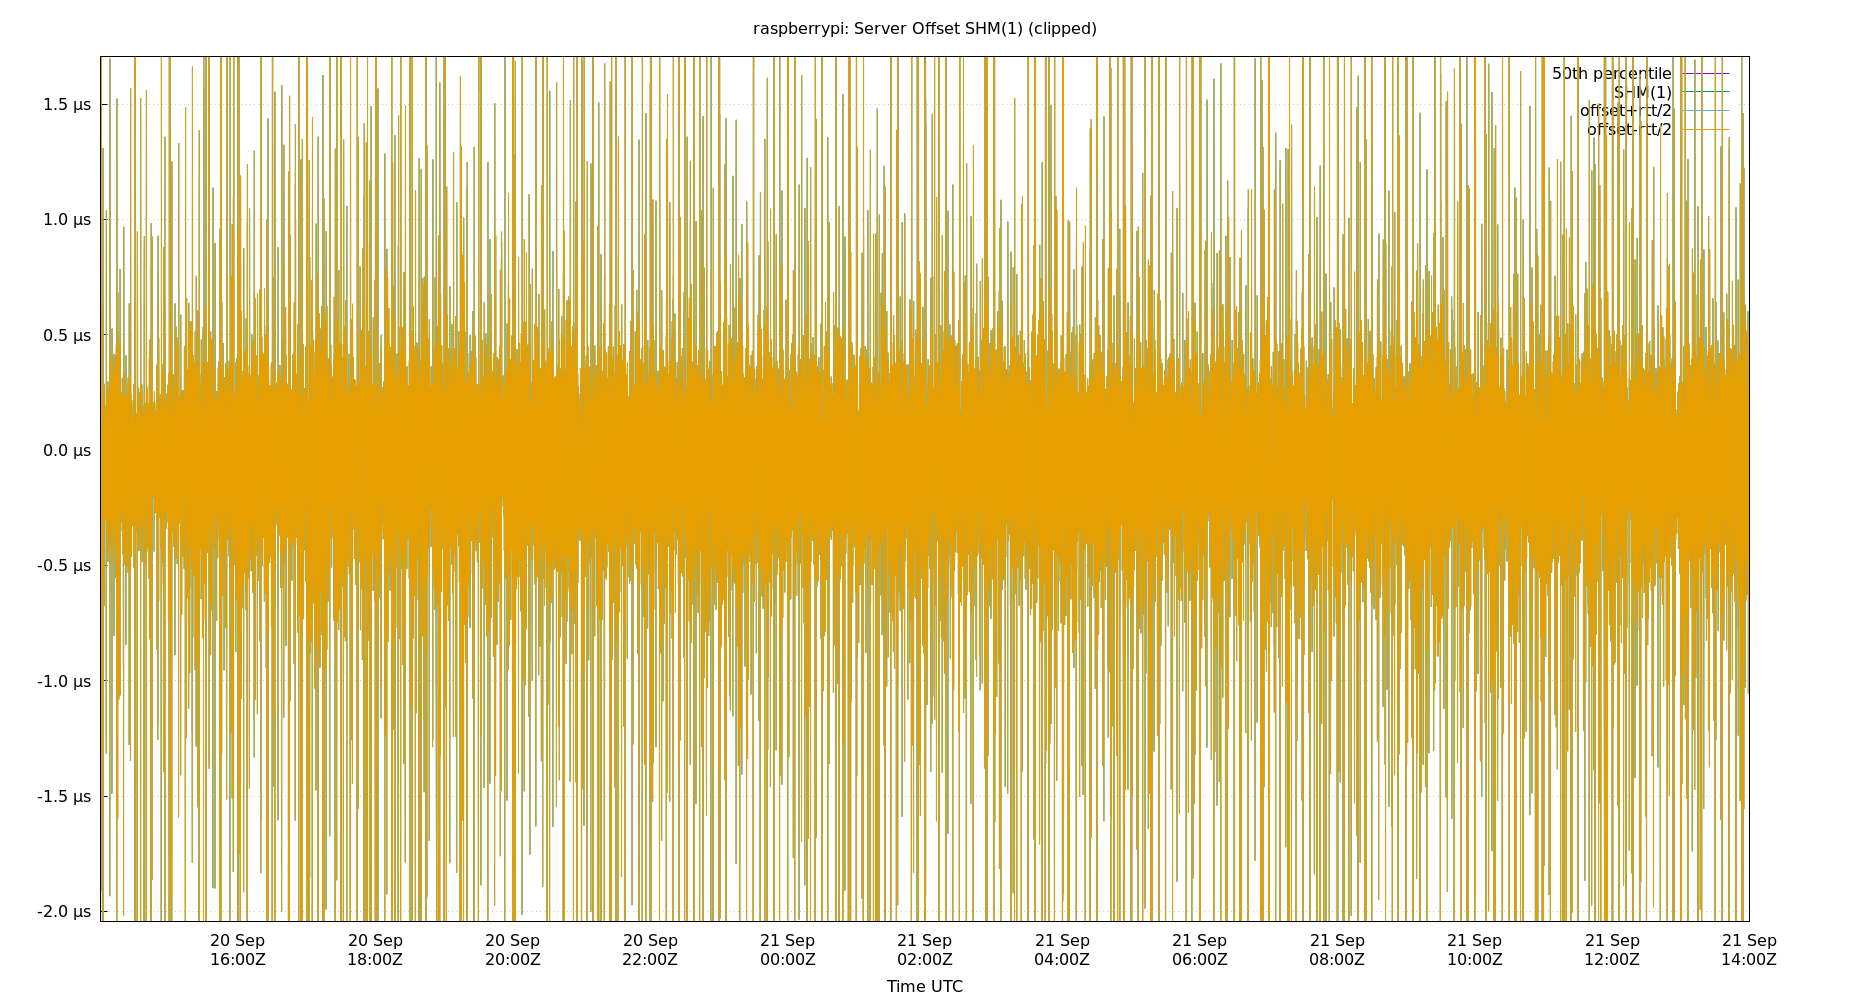 raspberrypi: Server Offset SHM(1) (clipped)
50th percentile
SHM(1)
offset+rtt/2
offset-rtt/2
1.5 µs
1.0 µs
0.5 µs
0.0 µs
-0.5 µs
-1.0 µs
-1.5 µs
-2.0 µs
20 Sep 20 Sep 20 Sep 20 Sep 21 Sep 21 Sep 21 Sep 21 Sep 21 Sep 21 Sep 21 Sep 21 Sep
16:00Z 18:00Z 20:00Z 22:00Z 00:00Z 02:00Z 04:00Z 06:00Z 08:00Z 10:00Z 12:00Z 14:00Z
Time UTC